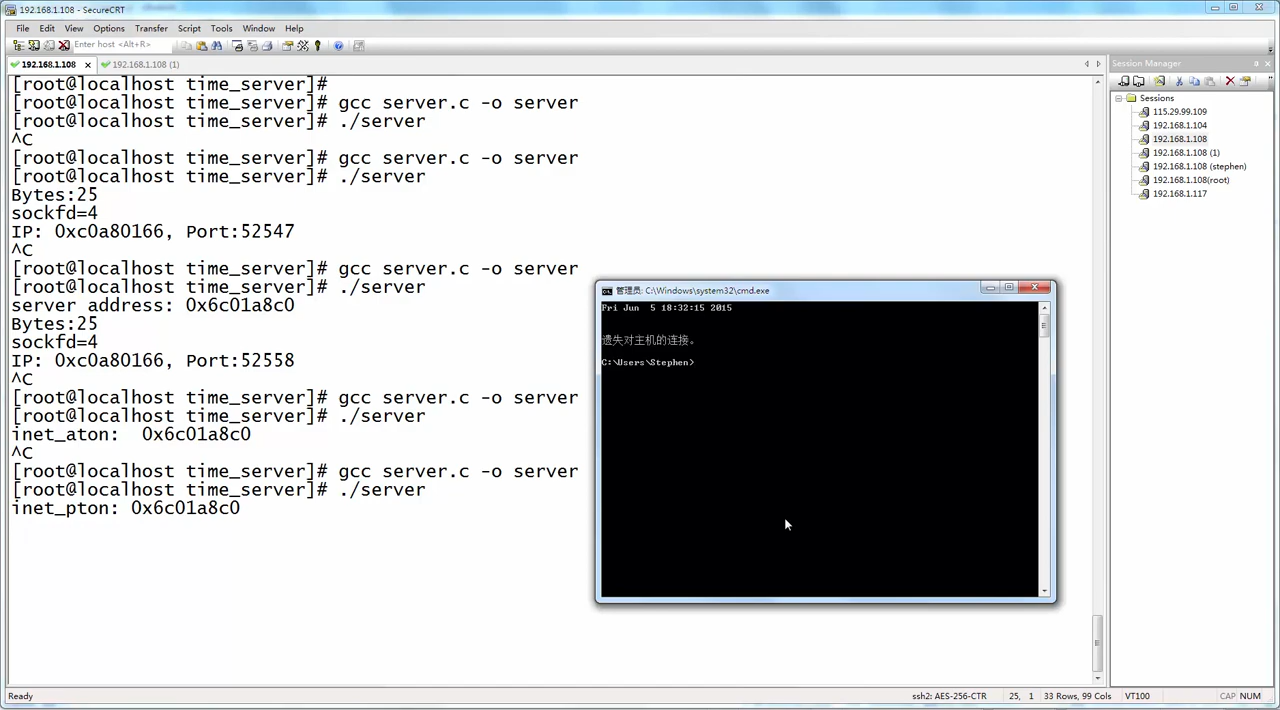 192.168.1.108 - SecureCRT
File Edit View Options Transfer Script Tools Window Help
Enter host <Alt+R>
192.168.1.108 192.168.1.108 (1)
[root@localhost time_server]#
[root@localhost time_server]# gcc server.c -o server
[root@localhost time_server]# ./server
^C
[root@localhost time_server]# gcc server.c -o server
[root@localhost time_server]# ./server
Bytes:25
sockfd=4
IP: 0xc0a80166, Port:52547
^C
[root@localhost time_server]# gcc server.c -o server
[root@localhost time_server]# ./server
server address: 0x6c01a8c0
Bytes:25
sockfd=4
IP: 0xc0a80166, Port:52558
^C
[root@localhost time_server]# gcc server.c -o server
[root@localhost time_server]# ./server
inet_aton:  0x6c01a8c0
^C
[root@localhost time_server]# gcc server.c -o server
[root@localhost time_server]# ./server
inet_pton: 0x6c01a8c0
管理员: C:\Windows\system32\cmd.exe
Fri Jun  5 18:32:15 2015
遗失对主机的连接。
C:\Users\Stephen>
Session Manager
Sessions
115.29.99.109
192.168.1.104
192.168.1.108
192.168.1.108 (1)
192.168.1.108 (stephen)
192.168.1.108(root)
192.168.1.117
Ready ssh2: AES-256-CTR 25, 1 33 Rows, 99 Cols VT100 CAP NUM